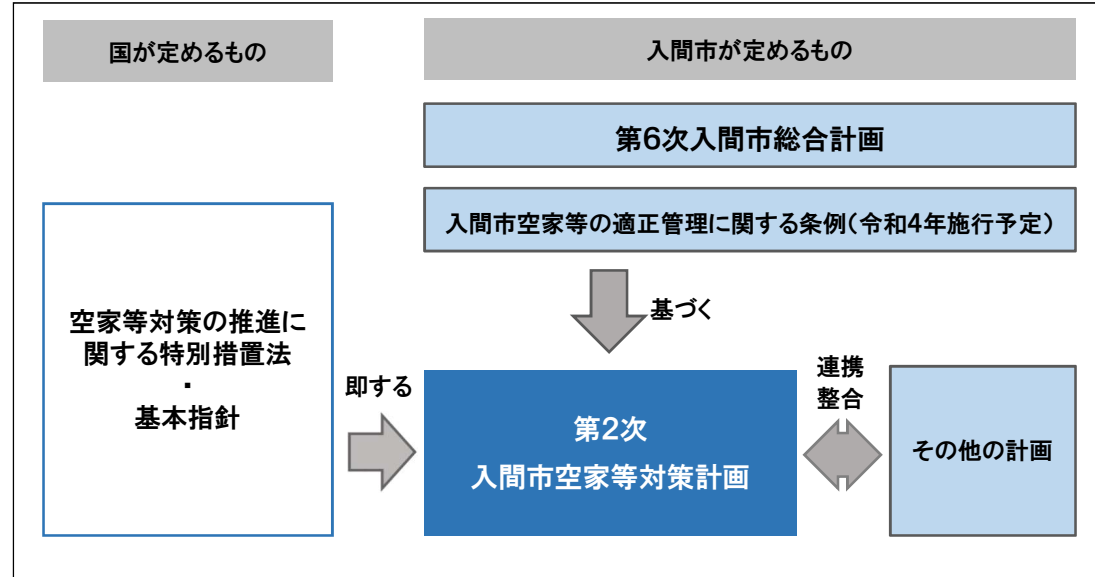 国が定めるもの
入間市が定めるもの
第6次入間市総合計画
入間市空家等の適正管理に関する条例(令和4年施行予定)
基づく
空家等対策の推進に
関する特別措置法
・
基本指針
即する
第2次
入間市空家等対策計画
連携
整合
その他の計画